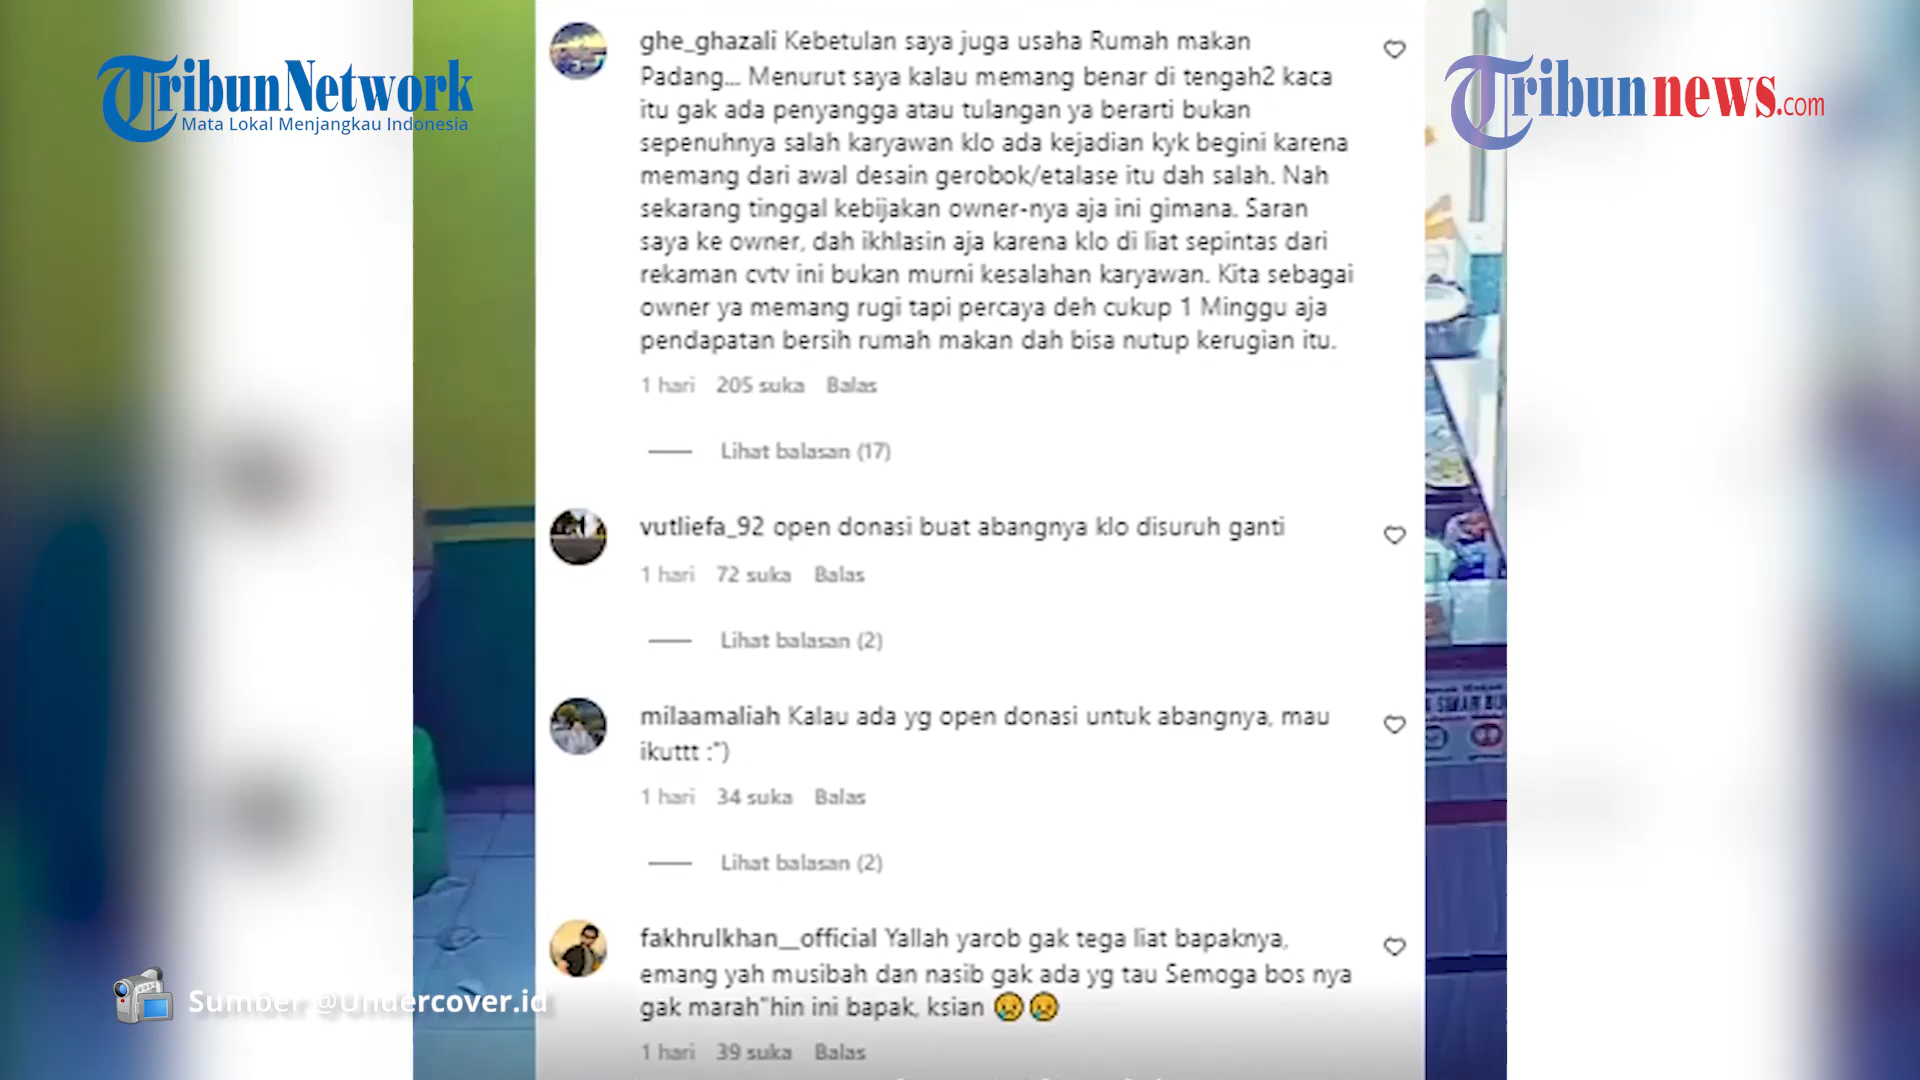 TribunNetwork
Mata Lokal Menjangkau Indonesia
Tribunnews.com
ghe_ghazali Kebetulan saya juga usaha Rumah makan
Padang... Menurut saya kalau memang benar di tengah2 kaca
itu gak ada penyangga atau tulangan ya berarti bukan
sepenuhnya salah karyawan klo ada kejadian kyk begini karena
memang dari awal desain gerobok/etalase itu dah salah. Nah
sekarang tinggal kebijakan owner-nya aja ini gimana. Saran
saya ke owner, dah ikhlasin aja karena klo di liat sepintas dari
rekaman cvtv ini bukan murni kesalahan karyawan. Kita sebagai
owner ya memang rugi tapi percaya deh cukup 1 Minggu aja
pendapatan bersih rumah makan dah bisa nutup kerugian itu.
1 hari 205 suka Balas
Lihat balasan (17)
vutliefa_92 open donasi buat abangnya klo disuruh ganti
1 hari 72 suka Balas
Lihat balasan (2)
milaamaliah Kalau ada yg open donasi untuk abangnya, mau
ikuttt :")
1 hari 34 suka Balas
Lihat balasan (2)
fakhrulkhan__official Yallah yarob gak tega liat bapaknya,
emang yah musibah dan nasib gak ada yg tau Semoga bos nya
gak marah"hin ini bapak, ksian 😥😥
1 hari 39 suka Balas
Sumber @Undercover.id